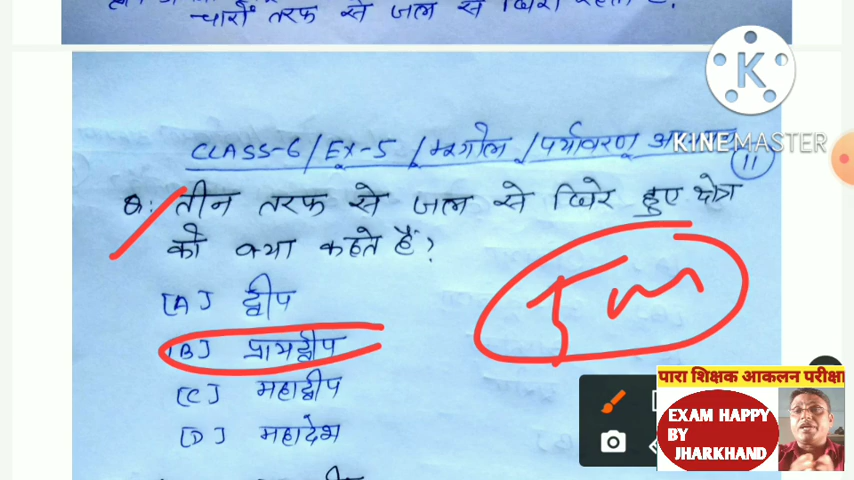 चारों तरफ से जल से घिरा रहता है.
K
KINEMASTER
CLASS-6/EX-5/भूगोल/पर्यावरण
11
Q: तीन तरफ से जल से घिरे हुए क्षेत्र
को क्या कहते हैं?
[A] द्वीप
[B] प्रायद्वीप
[C] महाद्वीप
[D] महादेश
Im
पारा शिक्षक आकलन परीक्षा
EXAM HAPPY
BY
JHARKHAND